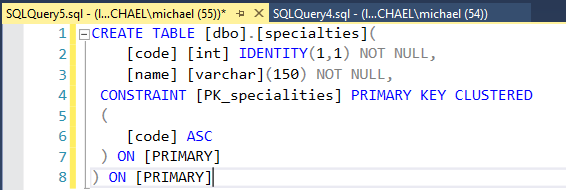 SQLQuery5.sql - (l...CHAEL\michael (55))* SQLQuery4.sql - (l...CHAEL\michael (54))
1 CREATE TABLE [dbo].[specialties](
2 [code] [int] IDENTITY(1,1) NOT NULL,
3 [name] [varchar](150) NOT NULL,
4 CONSTRAINT [PK_specialities] PRIMARY KEY CLUSTERED
5 (
6 [code] ASC
7 ) ON [PRIMARY]
8 ) ON [PRIMARY]